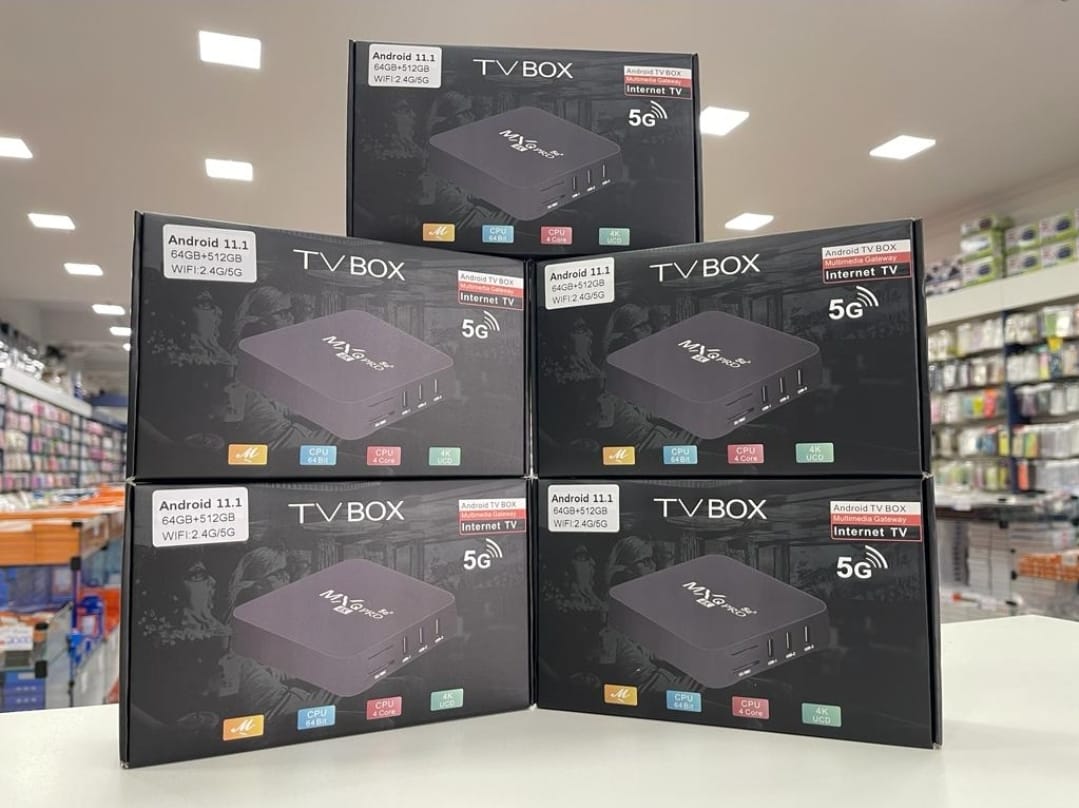 Android 11.1
64GB+512GB
WIFI:2.4G/5G
TV BOX
Android TV BOX
Multimedia Gateway
Internet TV
5G
MXQ PRO 5G
4K
CPU
64 Bit
CPU
4 Core
4K
UCD
Android 11.1
64GB+512GB
WIFI:2.4G/5G
TV BOX
Android TV BOX
Multimedia Gateway
Internet TV
5G
MXQ PRO 5G
4K
CPU
64 Bit
CPU
4 Core
4K
UCD
Android 11.1
64GB+512GB
WIFI:2.4G/5G
TV BOX
Android TV BOX
Multimedia Gateway
Internet TV
5G
MXQ PRO 5G
4K
CPU
64 Bit
CPU
4 Core
4K
UCD
Android 11.1
64GB+512GB
WIFI:2.4G/5G
TV BOX
Android TV BOX
Multimedia Gateway
Internet TV
5G
MXQ PRO 5G
4K
CPU
64 Bit
CPU
4 Core
4K
UCD
Android 11.1
64GB+512GB
WIFI:2.4G/5G
TV BOX
Android TV BOX
Multimedia Gateway
Internet TV
5G
MXQ PRO 5G
4K
CPU
64 Bit
CPU
4 Core
4K
UCD